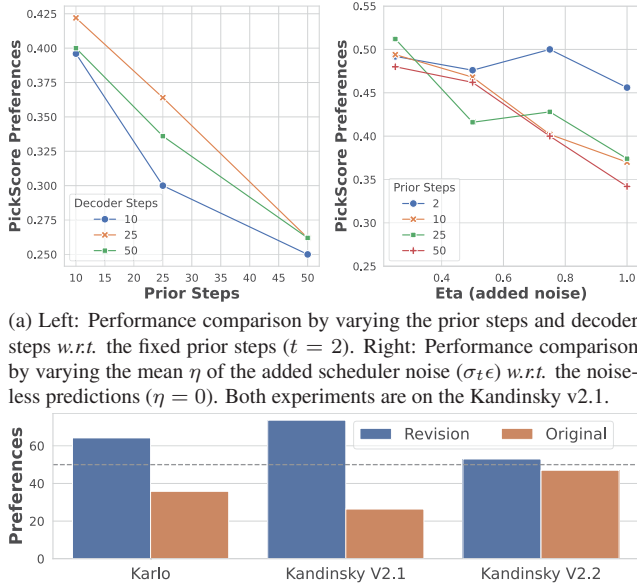 PickScore Preferences
0.425
0.400
0.375
0.350
0.325
0.300
0.275
0.250
Decoder Steps
10
25
50
10 15 20 25 30 35 40 45 50
Prior Steps
PickScore Preferences
0.55
0.50
0.45
0.40
0.35
0.30
0.25
Prior Steps
2
10
25
50
0.4 0.6 0.8 1.0
Eta (added noise)
(a) Left: Performance comparison by varying the prior steps and decoder
steps w.r.t. the fixed prior steps (t = 2). Right: Performance comparison
by varying the mean η of the added scheduler noise (σₜϵ) w.r.t. the noise-
less predictions (η = 0). Both experiments are on the Kandinsky v2.1.
Preferences
60
40
20
0
Revision Original
Karlo Kandinsky V2.1 Kandinsky V2.2